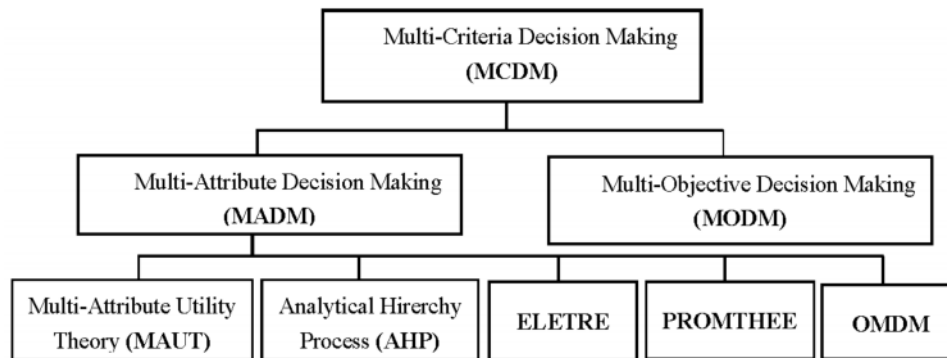 Multi-Criteria Decision Making
(MCDM)
Multi-Attribute Decision Making
(MADM)
Multi-Objective Decision Making
(MODM)
Multi-Attribute Utility
Theory (MAUT)
Analytical Hirerchy
Process (AHP)
ELETRE
PROMTHEE
OMDM